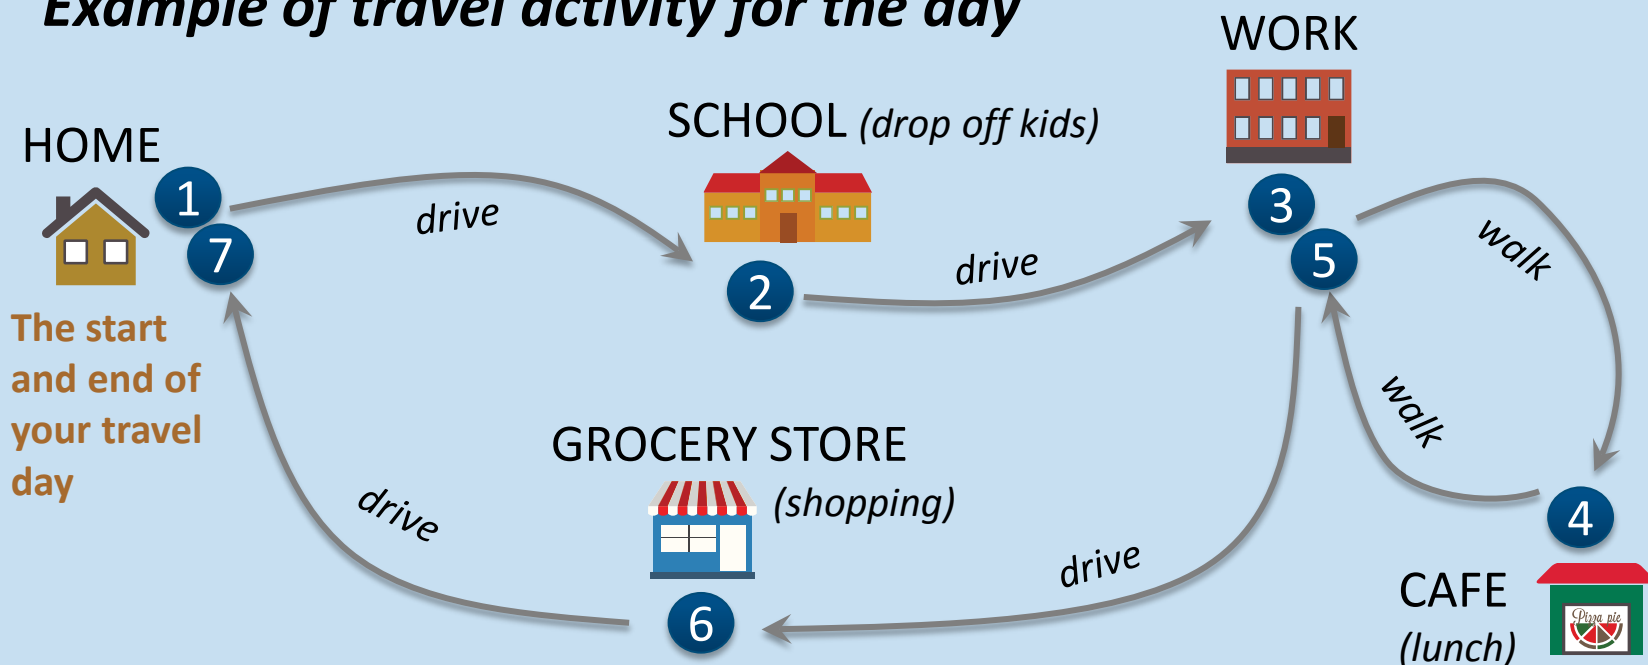 Example of travel activity for the day
WORK
SCHOOL (drop off kids)
HOME
1
7
drive
2
drive
3
5
walk
The start
and end of
your travel
day
walk
GROCERY STORE
(shopping)
drive
drive
6
4
CAFE
(lunch)
Pizza pie